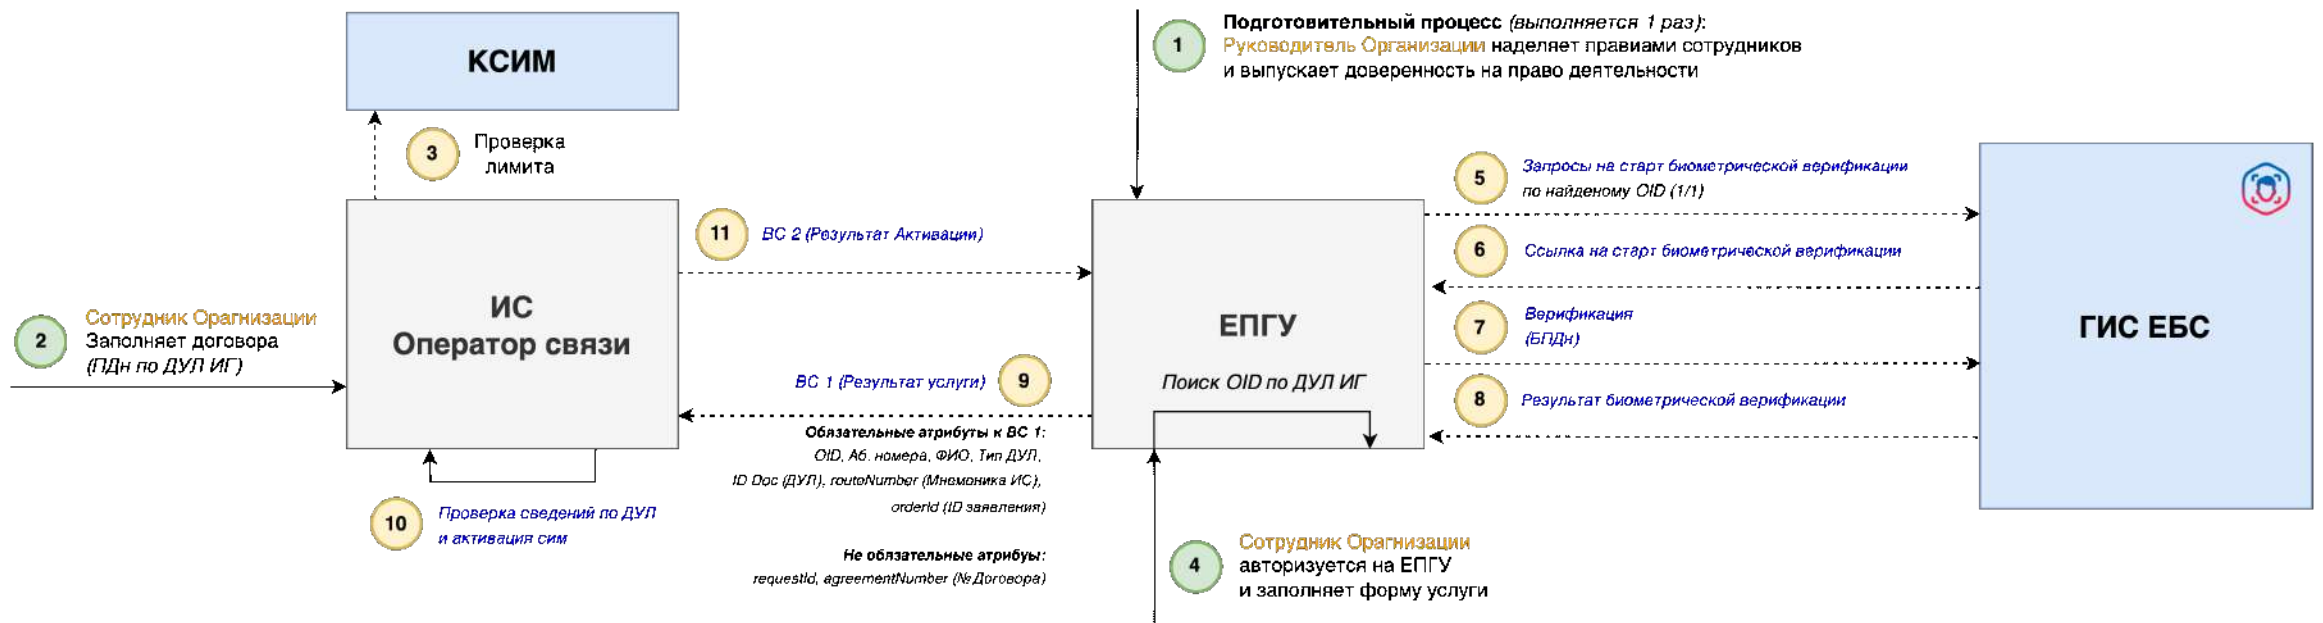 КСИМ
3
Проверка
лимита
1
Подготовительный процесс (выполняется 1 раз):
Руководитель Организации наделяет правиами сотрудников
и выпускает доверенность на право деятельности
5
Запросы на старт биометрической верификации
по найденому OID (1/1)
11
ВС 2 (Результат Активации)
6
Ссылка на старт биометрической верификации
2
Сотрудник Орагнизации
Заполняет договора
(ПДн по ДУЛ ИГ)
ИС
Оператор связи
ЕПГУ
Поиск OID по ДУЛ ИГ
7
Верификация
(БПДн)
ГИС ЕБС
ВС 1 (Результат услуги)
9
8
Результат биометрической верификации
Обязательные атрибуты к ВС 1:
OID, Аб. номера, ФИО, Тип ДУЛ,
ID Doc (ДУЛ), routeNumber (Мнемоника ИС),
orderId (ID заявления)
10
Проверка сведений по ДУЛ
и активация сим
Не обязательные атрибуы:
requestId, agreementNumber (№ Договора)
4
Сотрудник Орагнизации
авторизуется на ЕПГУ
и заполняет форму услуги